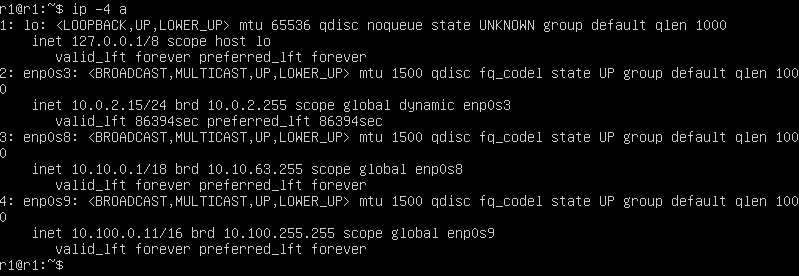 r1@r1:~$ ip -4 a
1: lo: <LOOPBACK,UP,LOWER_UP> mtu 65536 qdisc noqueue state UNKNOWN group default qlen 1000
    inet 127.0.0.1/8 scope host lo
       valid_lft forever preferred_lft forever
2: enp0s3: <BROADCAST,MULTICAST,UP,LOWER_UP> mtu 1500 qdisc fq_codel state UP group default qlen 100
0
    inet 10.0.2.15/24 brd 10.0.2.255 scope global dynamic enp0s3
       valid_lft 86394sec preferred_lft 86394sec
3: enp0s8: <BROADCAST,MULTICAST,UP,LOWER_UP> mtu 1500 qdisc fq_codel state UP group default qlen 100
0
    inet 10.10.0.1/18 brd 10.10.63.255 scope global enp0s8
       valid_lft forever preferred_lft forever
4: enp0s9: <BROADCAST,MULTICAST,UP,LOWER_UP> mtu 1500 qdisc fq_codel state UP group default qlen 100
0
    inet 10.100.0.11/16 brd 10.100.255.255 scope global enp0s9
       valid_lft forever preferred_lft forever
r1@r1:~$